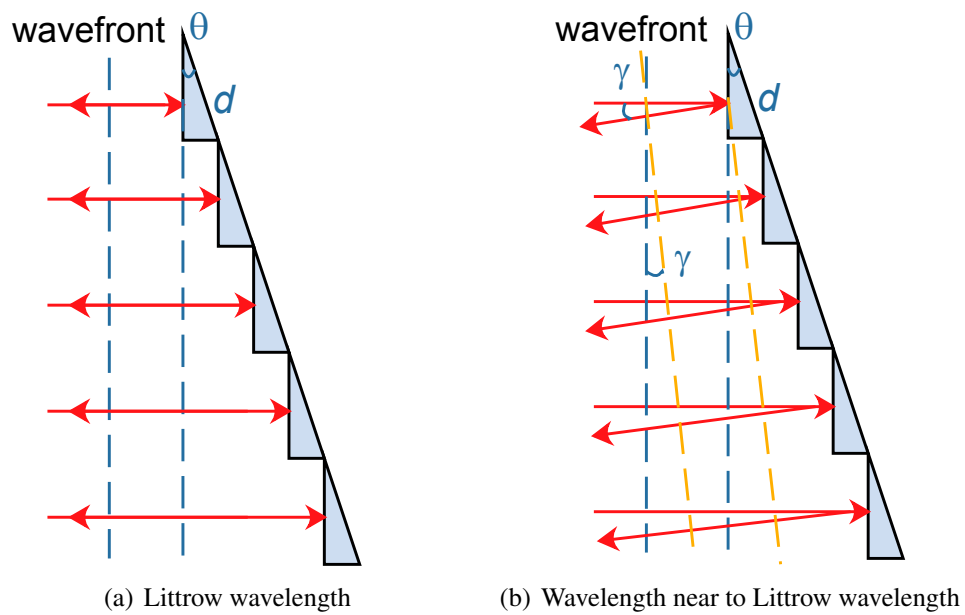 wavefront θ
d
wavefront θ
γ
d
γ
(a) Littrow wavelength
(b) Wavelength near to Littrow wavelength